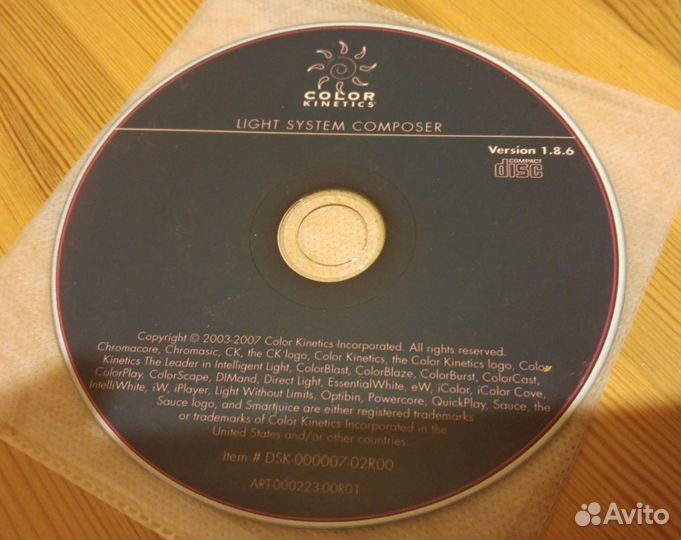 COLOR
KINETICS®
LIGHT SYSTEM COMPOSER
Version 1.8.6
COMPACT
disc
Copyright © 2003-2007 Color Kinetics Incorporated. All rights reserved.
Chromacore, Chromasic, CK, the CK logo, Color Kinetics, the Color Kinetics logo, Color
Kinetics The Leader in Intelligent Light, ColorBlast, ColorBlaze, ColorBurst, ColorCast,
ColorPlay, ColorScape, DIMand, Direct Light, EssentialWhite, eW, iColor, iColor Cove,
IntelliWhite, iW, iPlayer, Light Without Limits, Optibin, Powercore, QuickPlay, Sauce, the
Sauce logo, and Smartjuice are either registered trademarks
or trademarks of Color Kinetics Incorporated in the
United States and/or other countries.
Item # DSK-000007-02R00
ART-000223-00R01
Avito